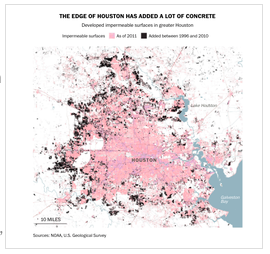 THE EDGE OF HOUSTON HAS ADDED A LOT OF CONCRETE
Developed impermeable surfaces in greater Houston
Impermeable surfaces As of 2011 Added between 1996 and 2010
Lake Houston
HOUSTON
Galveston
Bay
10 MILES
Sources: NOAA, U.S. Geological Survey